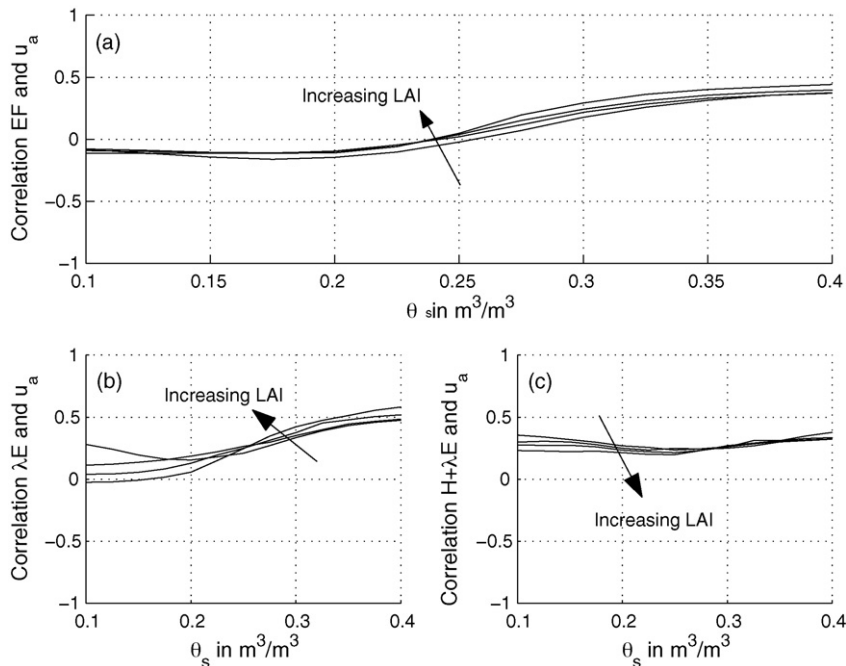 (a)
Correlation EF and u_a
1
0.5
0
−0.5
−1
Increasing LAI
0.1 0.15 0.2 0.25 0.3 0.35 0.4
θ s in m³/m³
(b)
Correlation λE and u_a
1
0.5
0
−0.5
−1
Increasing LAI
0.1 0.2 0.3 0.4
θ_s in m³/m³
(c)
Correlation H+λE and u_a
1
0.5
0
−0.5
−1
Increasing LAI
0.1 0.2 0.3 0.4
θ_s in m³/m³